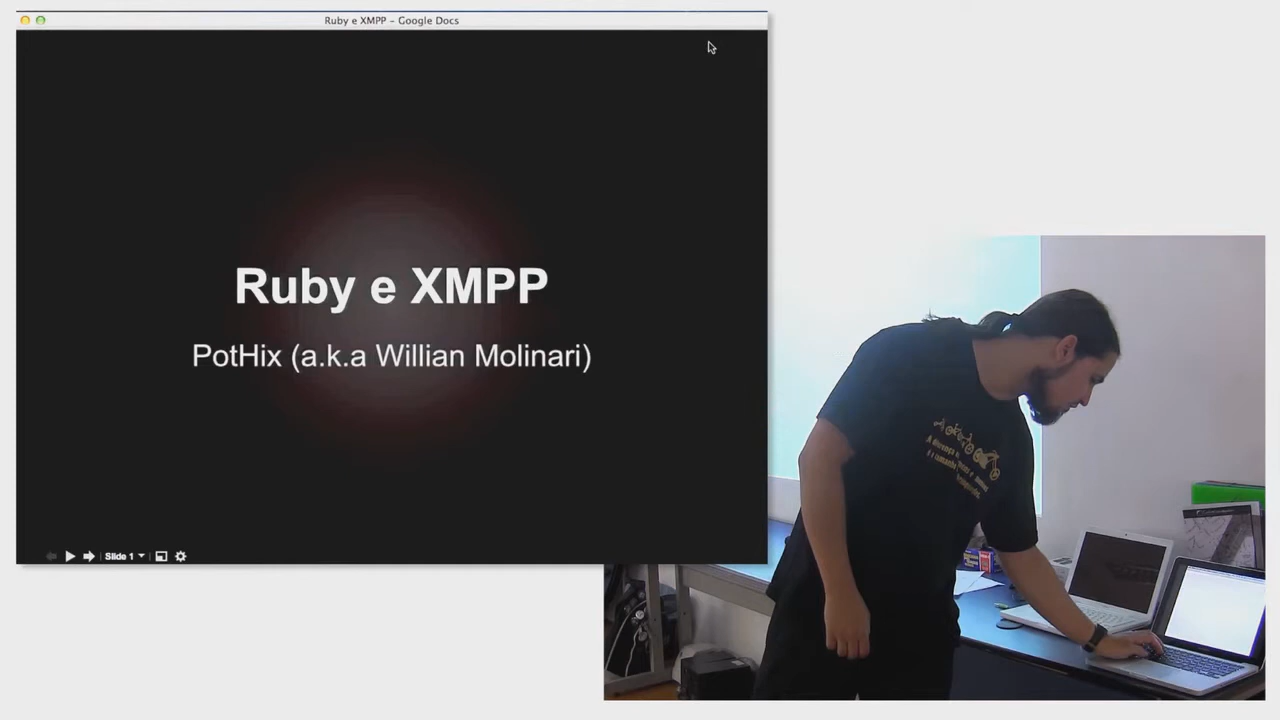 Ruby e XMPP - Google Docs
Ruby e XMPP
PotHix (a.k.a Willian Molinari)
Slide 1